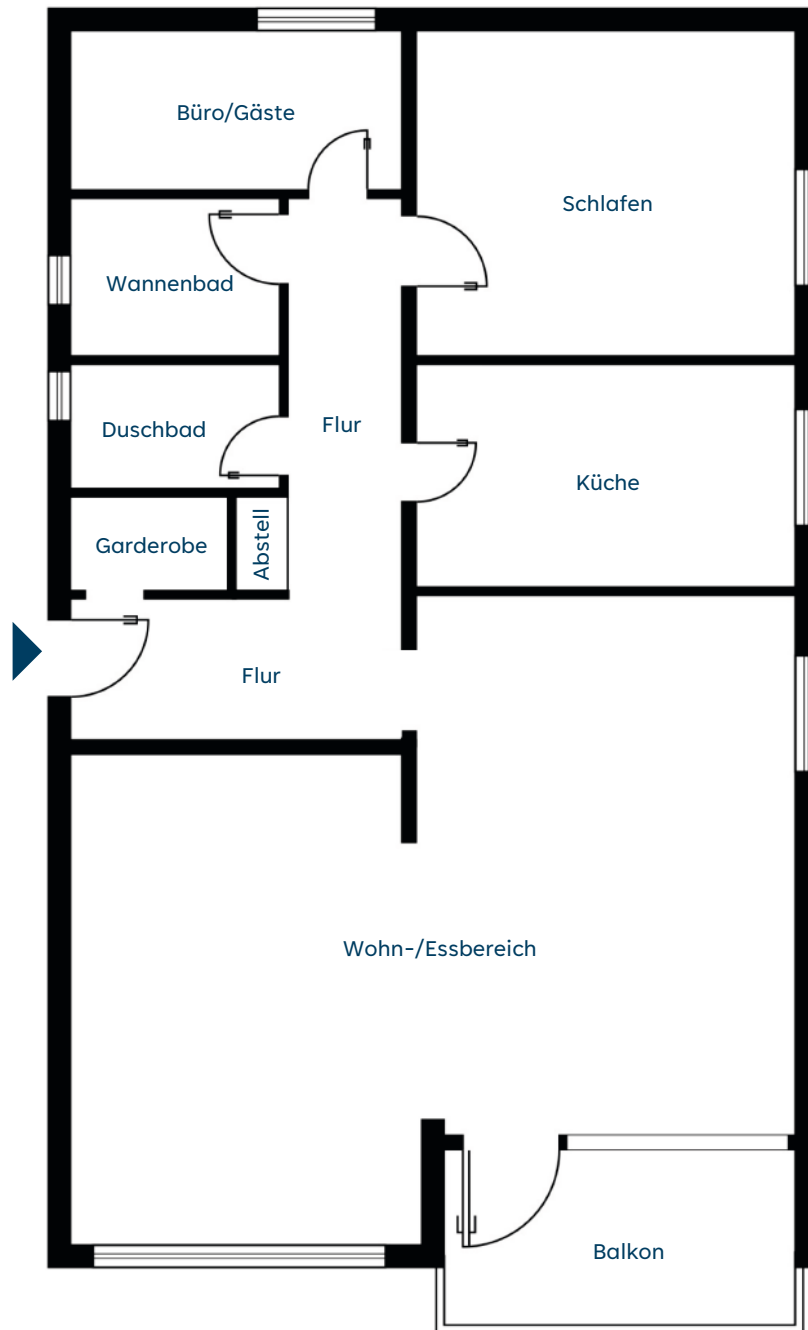 Büro/Gäste
Schlafen
Wannenbad
Duschbad
Flur
Küche
Garderobe
Abstell
Flur
Wohn-/Essbereich
Balkon